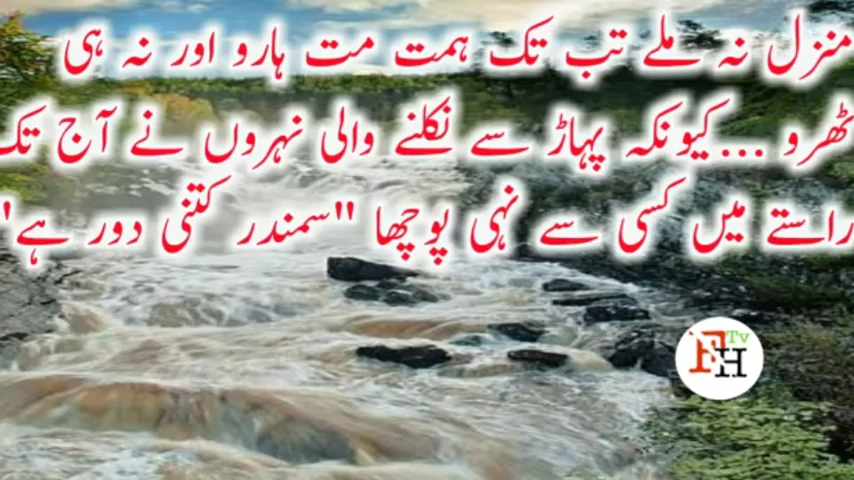 منزل نہ ملے تب تک ہمت مت ہارو اور نہ ہی
ٹھرو ...کیونکہ پہاڑ سے نکلنے والی نہروں نے آج تک
راستے میں کسی سے نہی پوچھا "سمندر کتنی دور ہے"
FH Tv